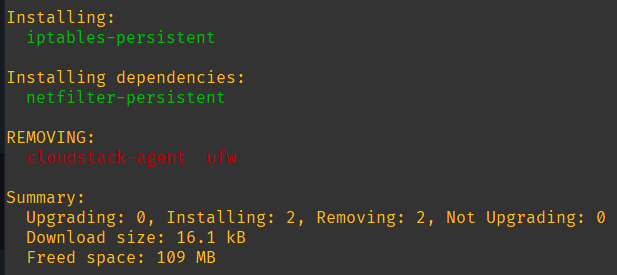 Installing:
iptables-persistent
Installing dependencies:
netfilter-persistent
REMOVING:
cloudstack-agent ufw
Summary:
Upgrading: 0, Installing: 2, Removing: 2, Not Upgrading: 0
Download size: 16.1 kB
Freed space: 109 MB